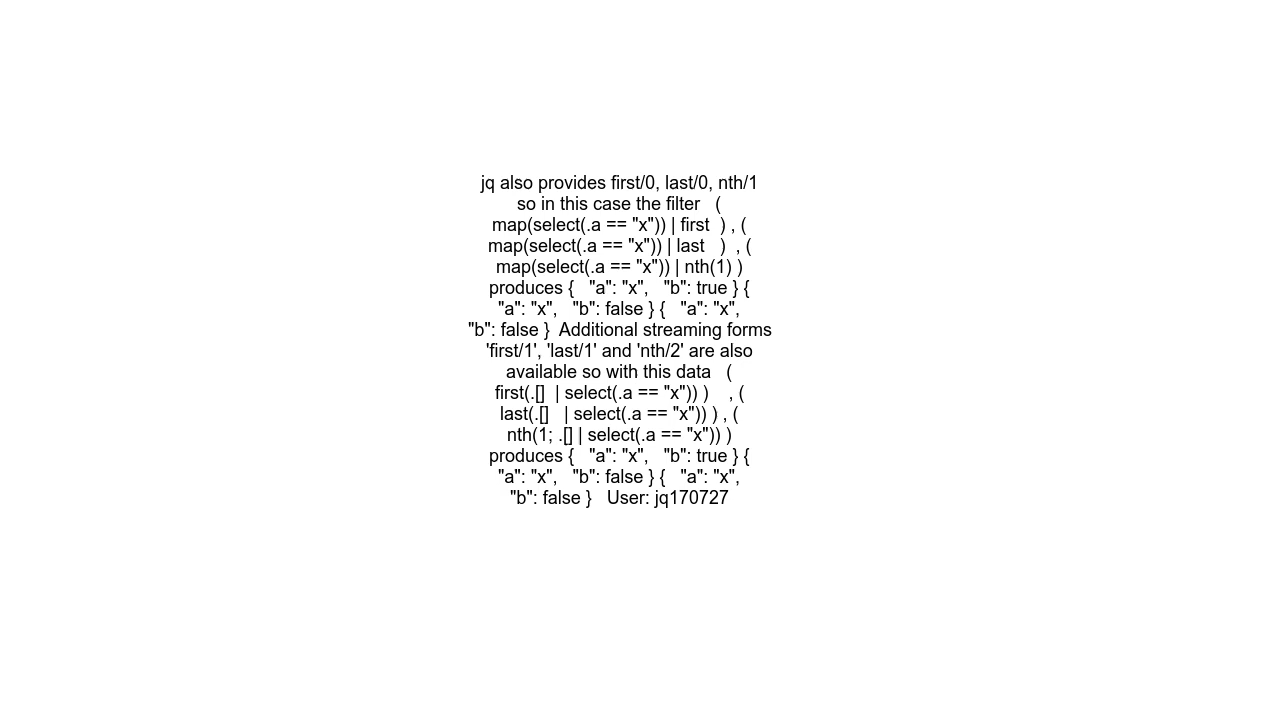 jq also provides first/0, last/0, nth/1
so in this case the filter   (
map(select(.a == "x")) | first  ) , (
map(select(.a == "x")) | last   )  , (
map(select(.a == "x")) | nth(1) )
produces {   "a": "x",   "b": true } {
"a": "x",   "b": false } {   "a": "x",
"b": false }  Additional streaming forms
'first/1', 'last/1' and 'nth/2' are also
available so with this data   (
first(.[]  | select(.a == "x")) )    , (
last(.[]   | select(.a == "x")) ) , (
nth(1; .[] | select(.a == "x")) )
produces {   "a": "x",   "b": true } {
"a": "x",   "b": false } {   "a": "x",
"b": false }   User: jq170727